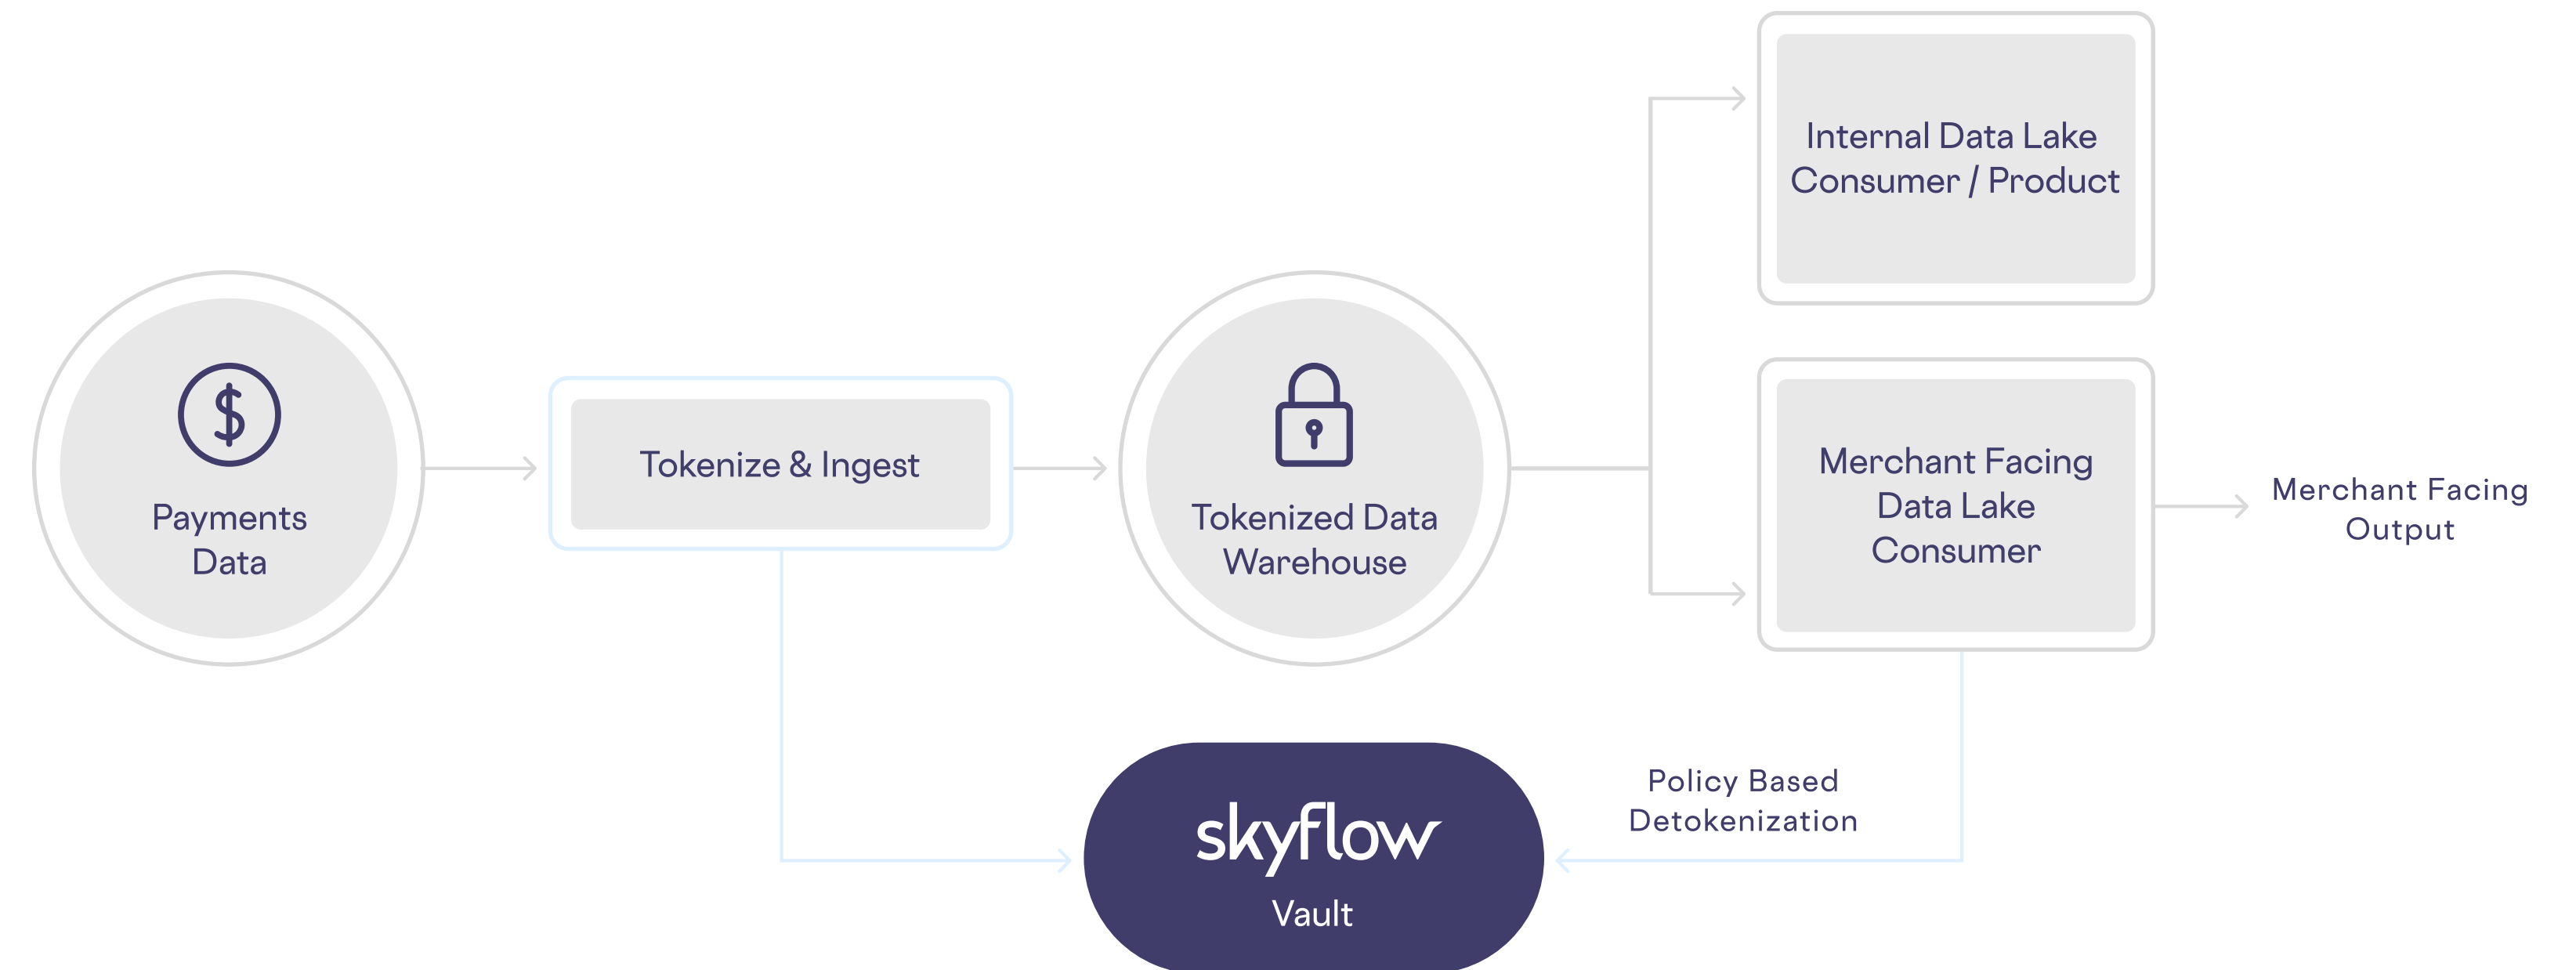 Payments
Data
Tokenize & Ingest
Tokenized Data
Warehouse
Internal Data Lake
Consumer / Product
Merchant Facing
Data Lake
Consumer
Merchant Facing
Output
Policy Based
Detokenization
skyflow
Vault